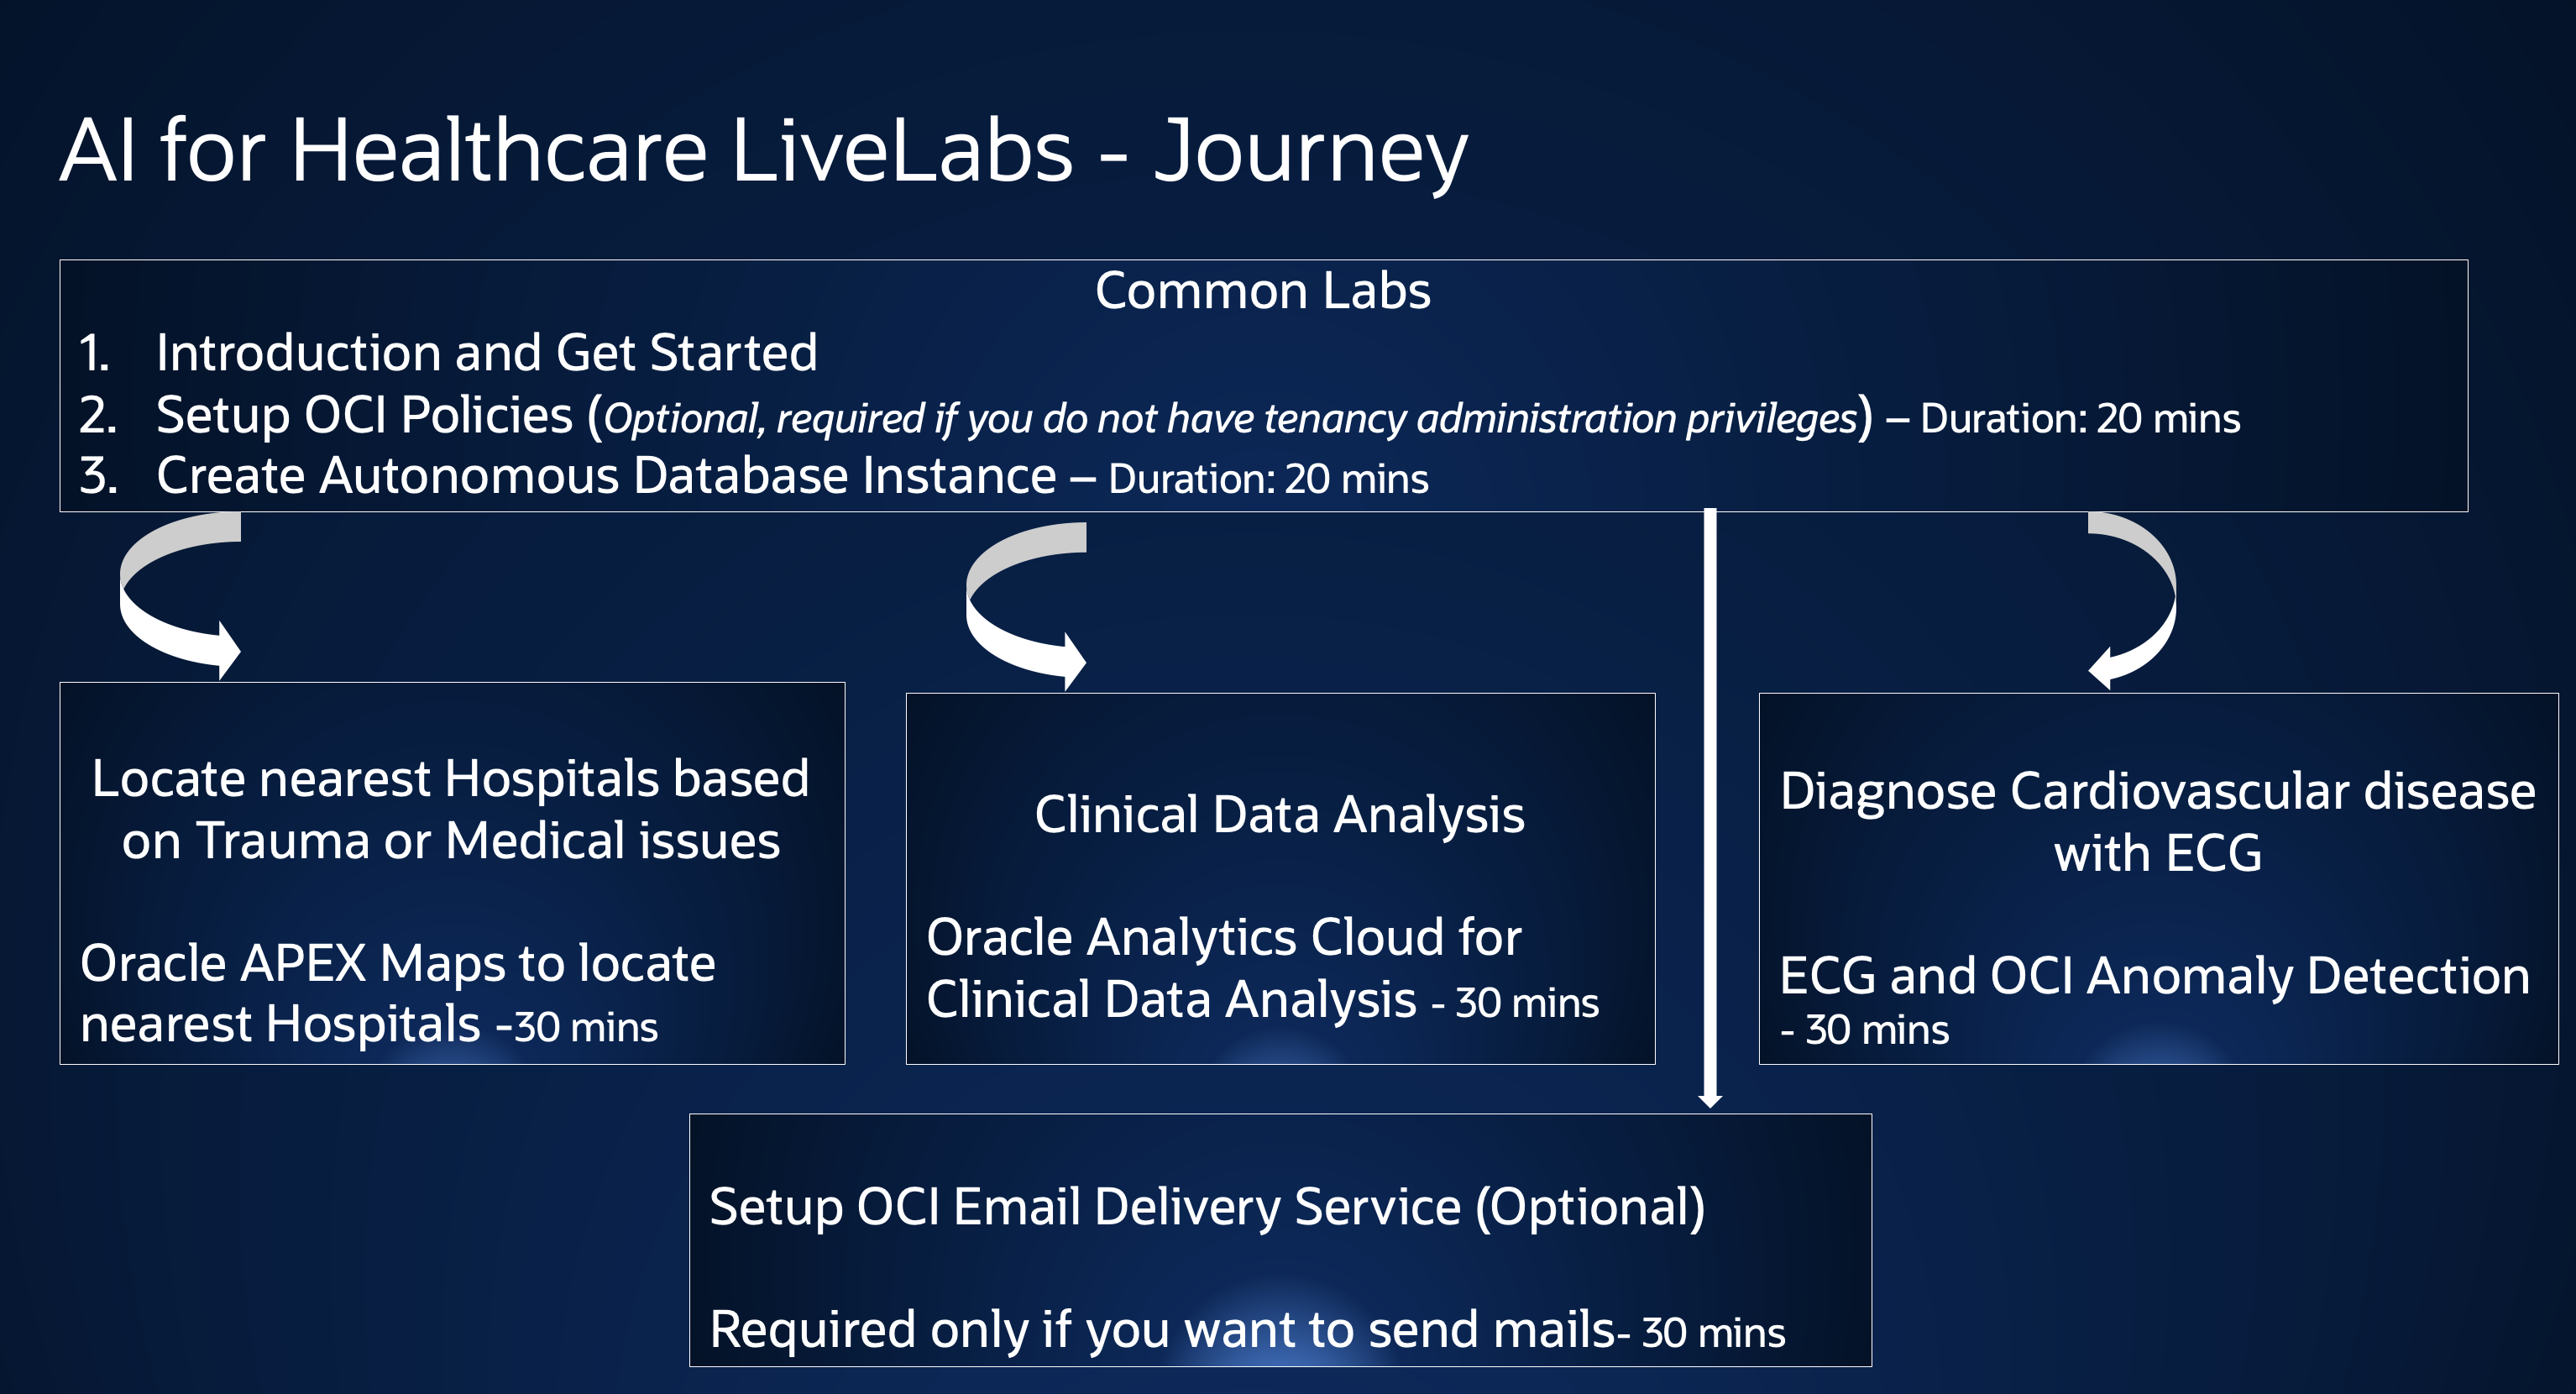 AI for Healthcare LiveLabs - Journey
Common Labs
1. Introduction and Get Started
2. Setup OCI Policies (Optional, required if you do not have tenancy administration privileges) – Duration: 20 mins
3. Create Autonomous Database Instance – Duration: 20 mins
Locate nearest Hospitals based
on Trauma or Medical issues
Oracle APEX Maps to locate
nearest Hospitals -30 mins
Clinical Data Analysis
Oracle Analytics Cloud for
Clinical Data Analysis - 30 mins
Diagnose Cardiovascular disease
with ECG
ECG and OCI Anomaly Detection
- 30 mins
Setup OCI Email Delivery Service (Optional)
Required only if you want to send mails- 30 mins